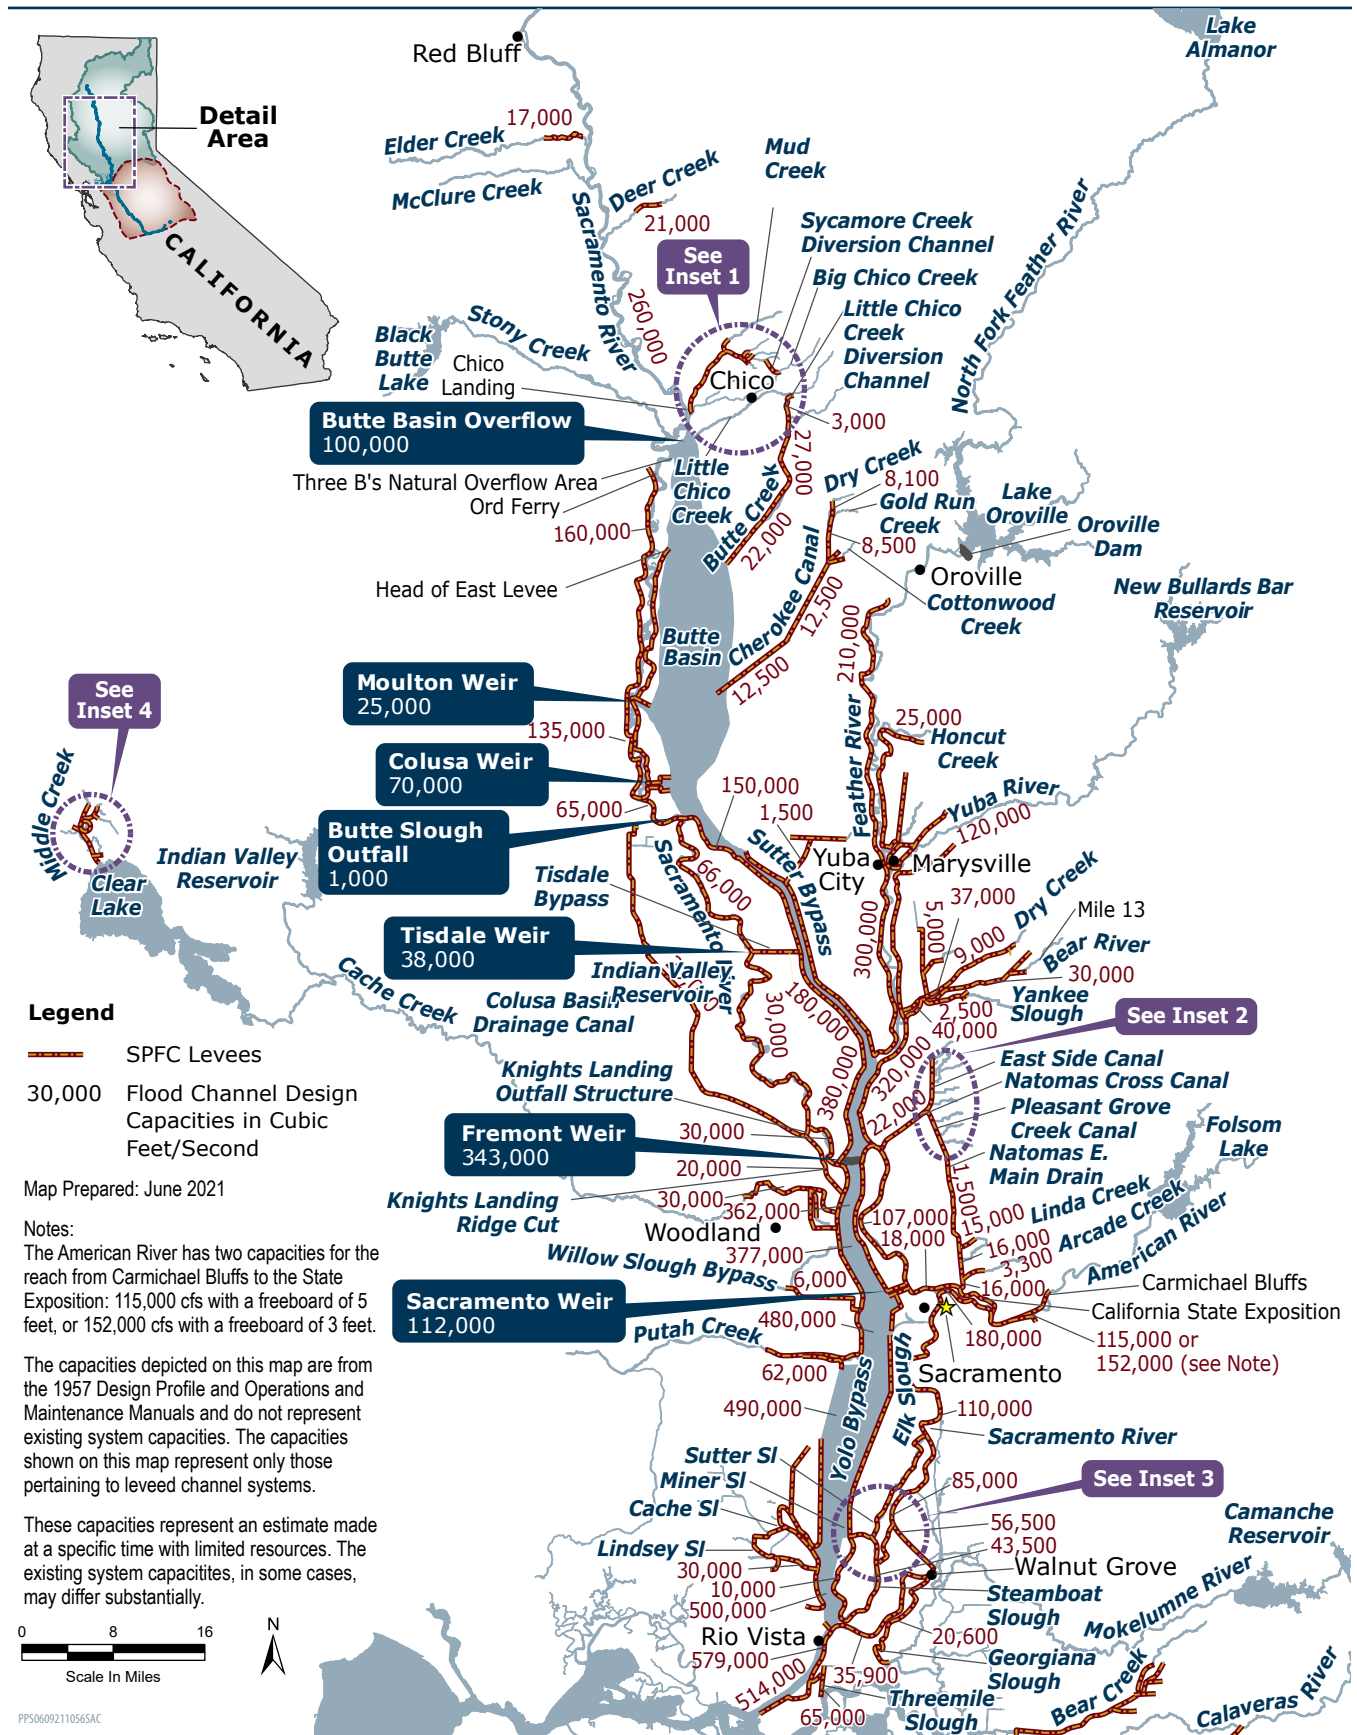 Red Bluff
Lake
Almanor
Detail
Area
CALIFORNIA
17,000
Elder Creek
McClure Creek
Sacramento River
Deer Creek
21,000
Mud
Creek
Sycamore Creek
Diversion Channel
Big Chico Creek
Little Chico
Creek
Diversion
Channel
See
Inset 1
260,000
Stony Creek
Black
Butte
Lake
Chico
Landing
Chico
North Fork Feather River
Butte Basin Overflow
100,000
3,000
27,000
Three B's Natural Overflow Area
Ord Ferry
Little
Chico
Creek
Butte Creek
22,000
Dry Creek
8,100
Gold Run
Creek
8,500
Lake
Oroville
Oroville
Dam
160,000
Head of East Levee
Cherokee Canal
12,500
12,500
Oroville
Cottonwood
Creek
New Bullards Bar
Reservoir
Butte
Basin
210,000
Feather River
See
Inset 4
Moulton Weir
25,000
135,000
25,000
Honcut
Creek
Colusa Weir
70,000
65,000
150,000
1,500
Yuba River
120,000
Middle Creek
Clear
Lake
Indian Valley
Reservoir
Butte Slough
Outfall
1,000
Sutter Bypass
Yuba
City
Marysville
Tisdale
Bypass
Sacramento River
66,000
37,000
Dry Creek
5,000
Mile 13
Tisdale Weir
38,000
300,000
9,000
Bear River
30,000
Cache Creek
Indian Valley
Reservoir
Colusa Basin
Drainage Canal
30,000
180,000
2,500
Yankee
Slough
40,000
See Inset 2
Legend
SPFC Levees
30,000
Flood Channel Design
Capacities in Cubic
Feet/Second
Knights Landing
Outfall Structure
380,000
320,000
22,000
East Side Canal
Natomas Cross Canal
Pleasant Grove
Creek Canal
Folsom
Lake
Fremont Weir
343,000
30,000
20,000
Natomas E.
Main Drain
1,500
Map Prepared: June 2021
Knights Landing
Ridge Cut
30,000
362,000
107,000
18,000
15,000
Linda Creek
16,000
3,300
Arcade Creek
American River
Woodland
377,000
Willow Slough Bypass
6,000
16,000
Carmichael Bluffs
California State Exposition
Notes:
The American River has two capacities for the
reach from Carmichael Bluffs to the State
Exposition: 115,000 cfs with a freeboard of 5
feet, or 152,000 cfs with a freeboard of 3 feet.
The capacities depicted on this map are from
the 1957 Design Profile and Operations and
Maintenance Manuals and do not represent
existing system capacities. The capacities
shown on this map represent only those
pertaining to leveed channel systems.
These capacities represent an estimate made
at a specific time with limited resources. The
existing system capacitites, in some cases,
may differ substantially.
Sacramento Weir
112,000
480,000
180,000
115,000 or
152,000 (see Note)
Putah Creek
62,000
Sacramento
490,000
Yolo Bypass
Elk Slough
110,000
Sacramento River
Sutter Sl
Miner Sl
Cache Sl
85,000
See Inset 3
56,500
43,500
Camanche
Reservoir
Lindsey Sl
30,000
10,000
500,000
Walnut Grove
Steamboat
Slough
Mokelumne River
Rio Vista
579,000
20,600
Georgiana
Slough
514,000
35,900
65,000
Threemile
Slough
Bear Creek
Calaveras River
0 8 16
Scale In Miles
N
PPS0609211056SAC